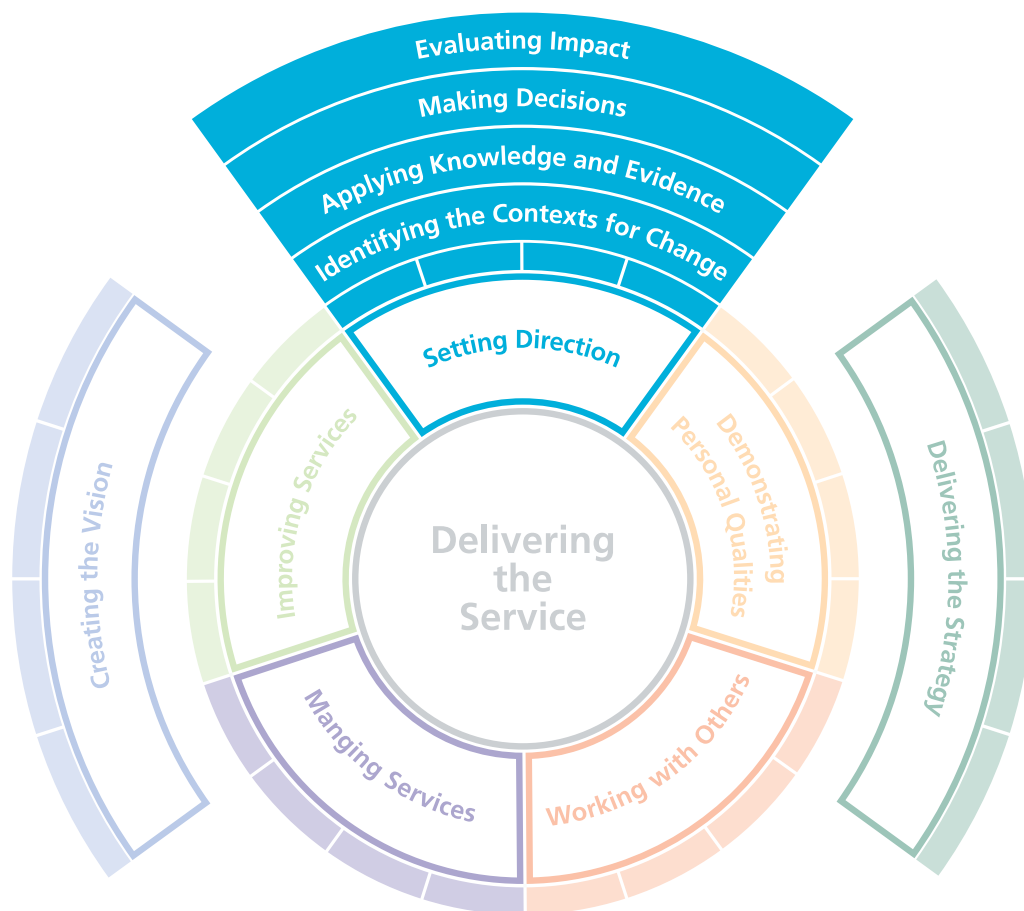 Evaluating Impact
Making Decisions
Applying Knowledge and Evidence
Identifying the Contexts for Change
Setting Direction
Improving Services
Demonstrating
Personal Qualities
Creating the Vision
Delivering
the
Service
Delivering the Strategy
Manging Services
Working with Others